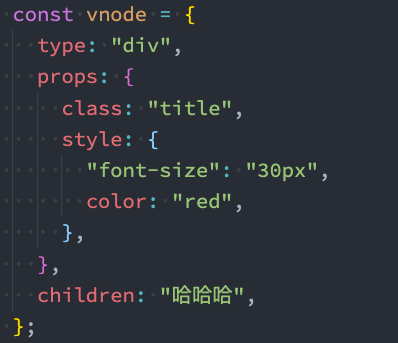 const vnode = {
  type: "div",
  props: {
    class: "title",
    style: {
      "font-size": "30px",
      color: "red",
    },
  },
  children: "哈哈哈",
};